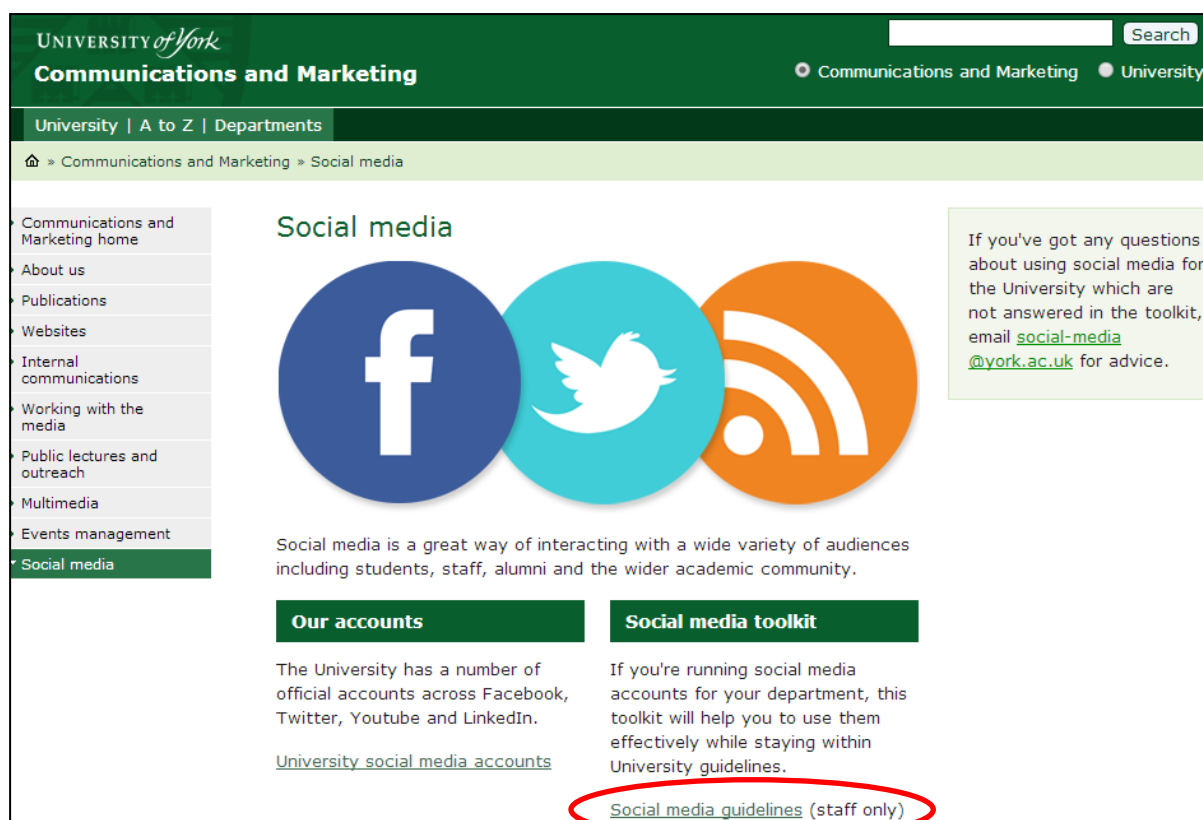 UNIVERSITY of York
Communications and Marketing
Search
Communications and Marketing University
University | A to Z | Departments
» Communications and Marketing » Social media
Communications and
Marketing home
About us
Publications
Websites
Internal
communications
Working with the
media
Public lectures and
outreach
Multimedia
Events management
Social media
Social media
f
Social media is a great way of interacting with a wide variety of audiences
including students, staff, alumni and the wider academic community.
Our accounts
The University has a number of
official accounts across Facebook,
Twitter, Youtube and LinkedIn.
University social media accounts
Social media toolkit
If you're running social media
accounts for your department, this
toolkit will help you to use them
effectively while staying within
University guidelines.
Social media guidelines (staff only)
If you've got any questions
about using social media for
the University which are
not answered in the toolkit,
email social-media
@york.ac.uk for advice.